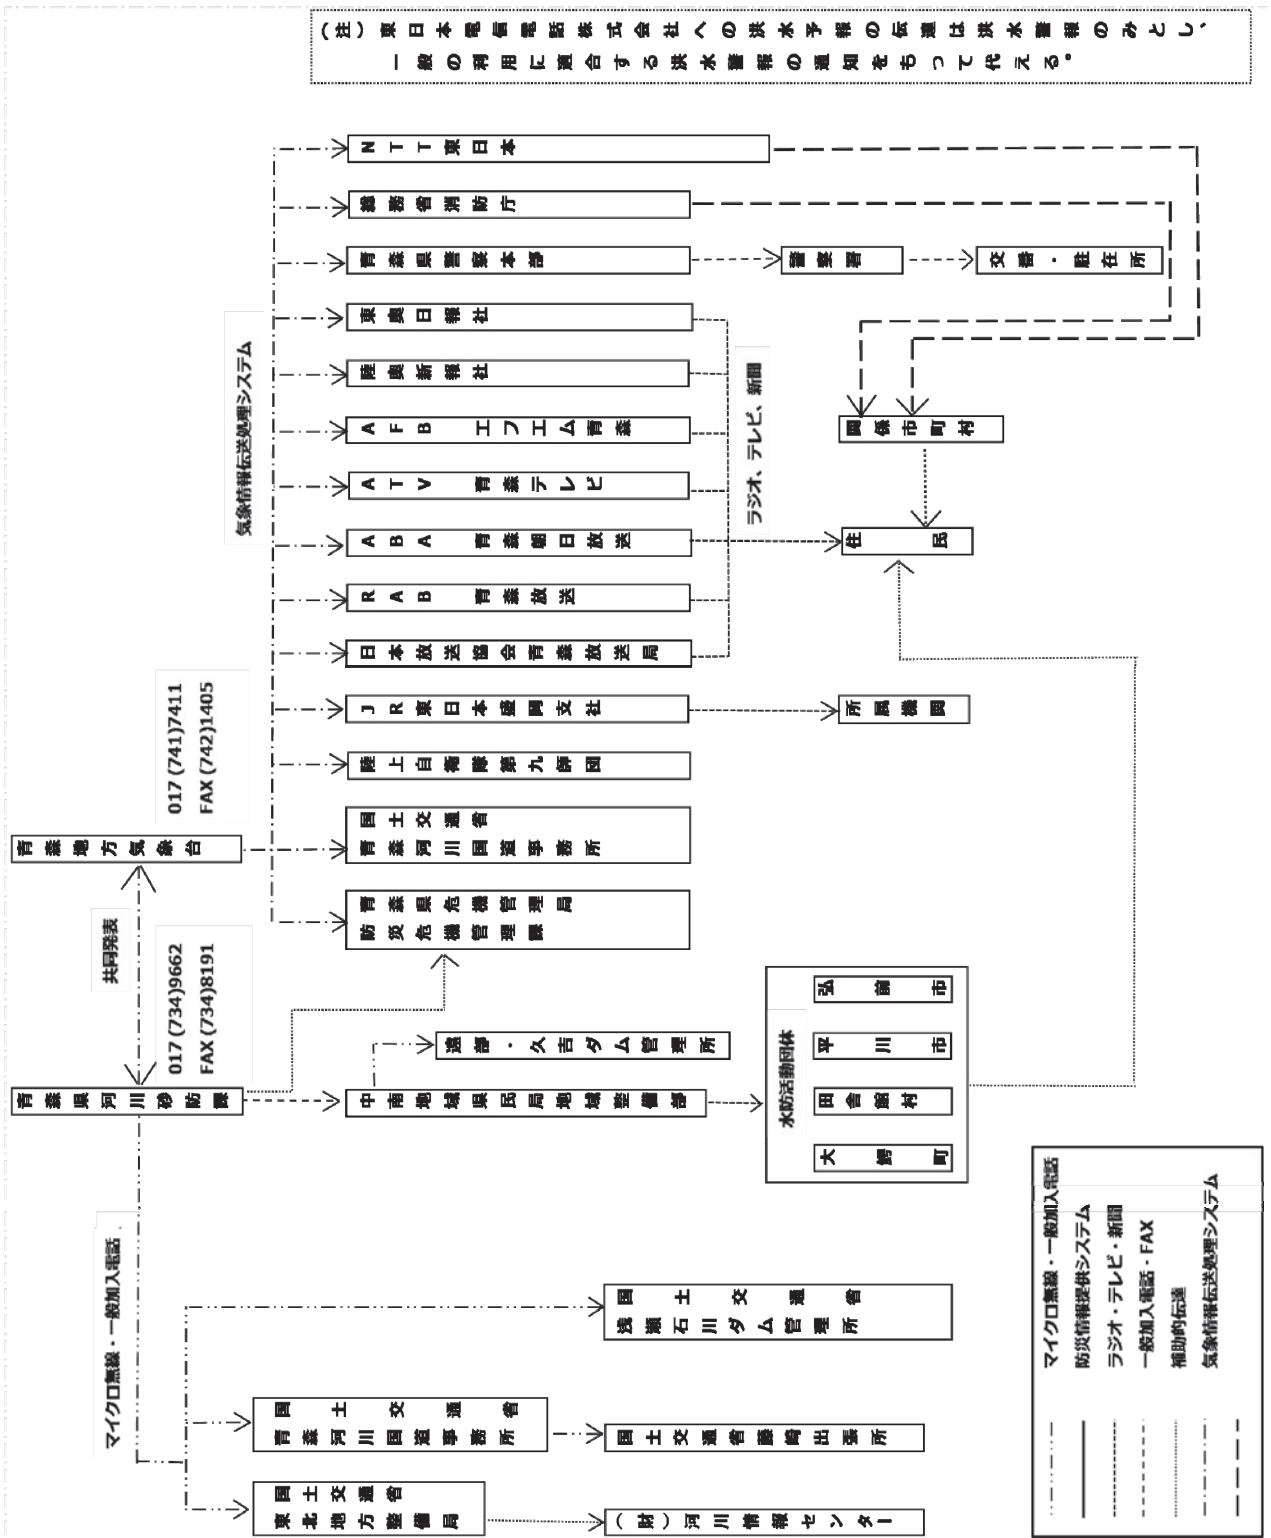 (注)東日本電信電話株式会社への洪水予報の伝達は洪水警報のみとし、
一般の利用に適合する洪水警報の通知をもって代える。
マイクロ無線・一般加入電話
国土交通省
東北地方整備局
(財)河川情報センター
国土交通省
青森河川国道事務所
国土交通省藤崎出張所
国土交通省
浅瀬石川ダム管理所
青森県河川砂防課
017 (734)9662
FAX (734)8191
共同発表
青森地方気象台
017 (741)7411
FAX (742)1405
気象情報伝送処理システム
中南地域県民局地域整備部
遠部・久吉ダム管理所
水防活動団体
大鰐町
田舎館村
平川市
弘前市
青森県危機管理局
防災危機管理課
国土交通省
青森河川国道事務所
陸上自衛隊第九師団
JR東日本盛岡支社
所属機関
日本放送協会青森放送局
RAB 青森放送
ABA 青森朝日放送
ATV 青森テレビ
AFB エフエム青森
陸奥新報社
東奥日報社
ラジオ、テレビ、新聞
住民
関係市町村
青森県警察本部
警察署
交番・駐在所
総務省消防庁
NTT東日本
マイクロ無線・一般加入電話
防災情報提供システム
ラジオ・テレビ・新聞
一般加入電話・FAX
補助的伝達
気象情報伝送処理システム